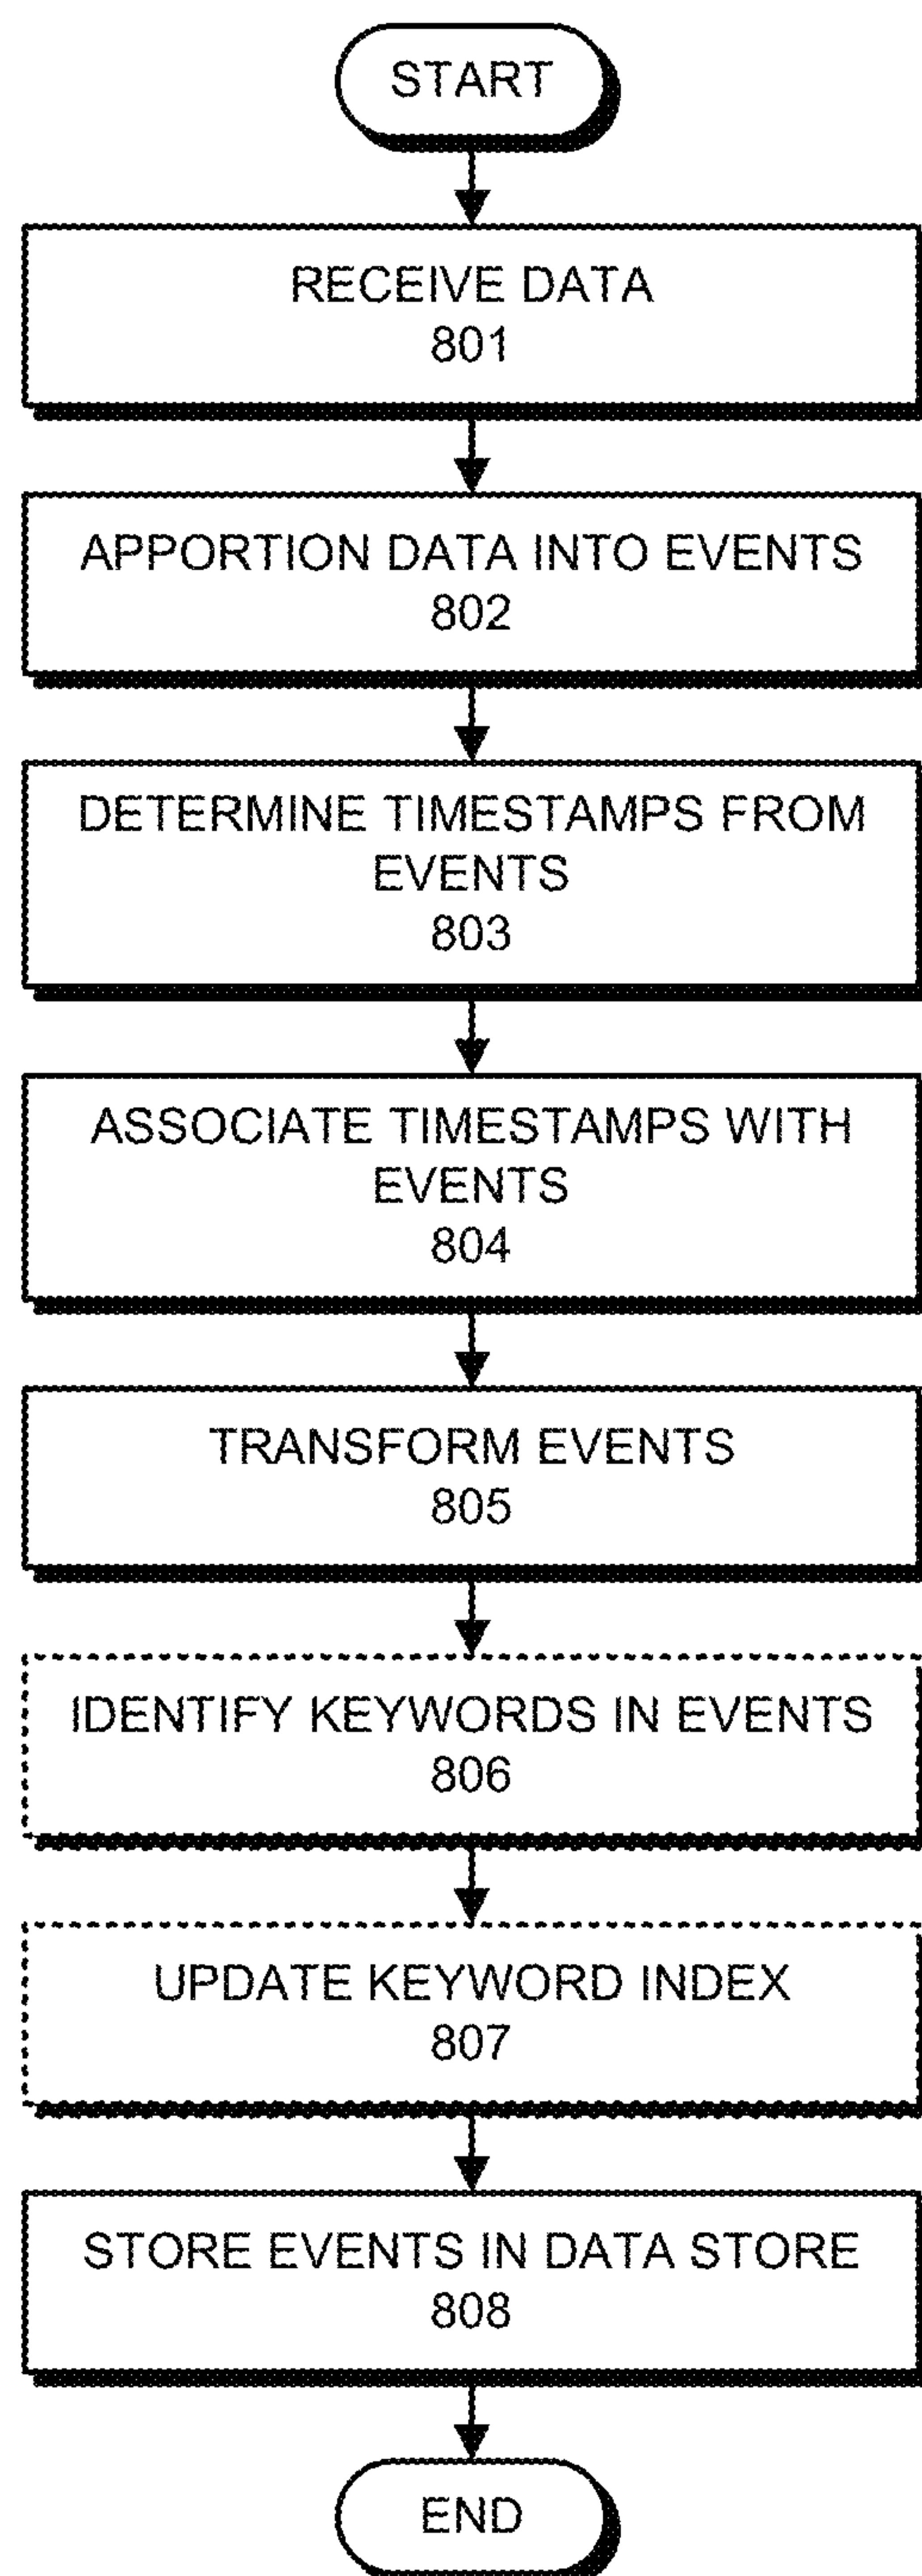 START
RECEIVE DATA
801
APPORTION DATA INTO EVENTS
802
DETERMINE TIMESTAMPS FROM
EVENTS
803
ASSOCIATE TIMESTAMPS WITH
EVENTS
804
TRANSFORM EVENTS
805
IDENTIFY KEYWORDS IN EVENTS
806
UPDATE KEYWORD INDEX
807
STORE EVENTS IN DATA STORE
808
END